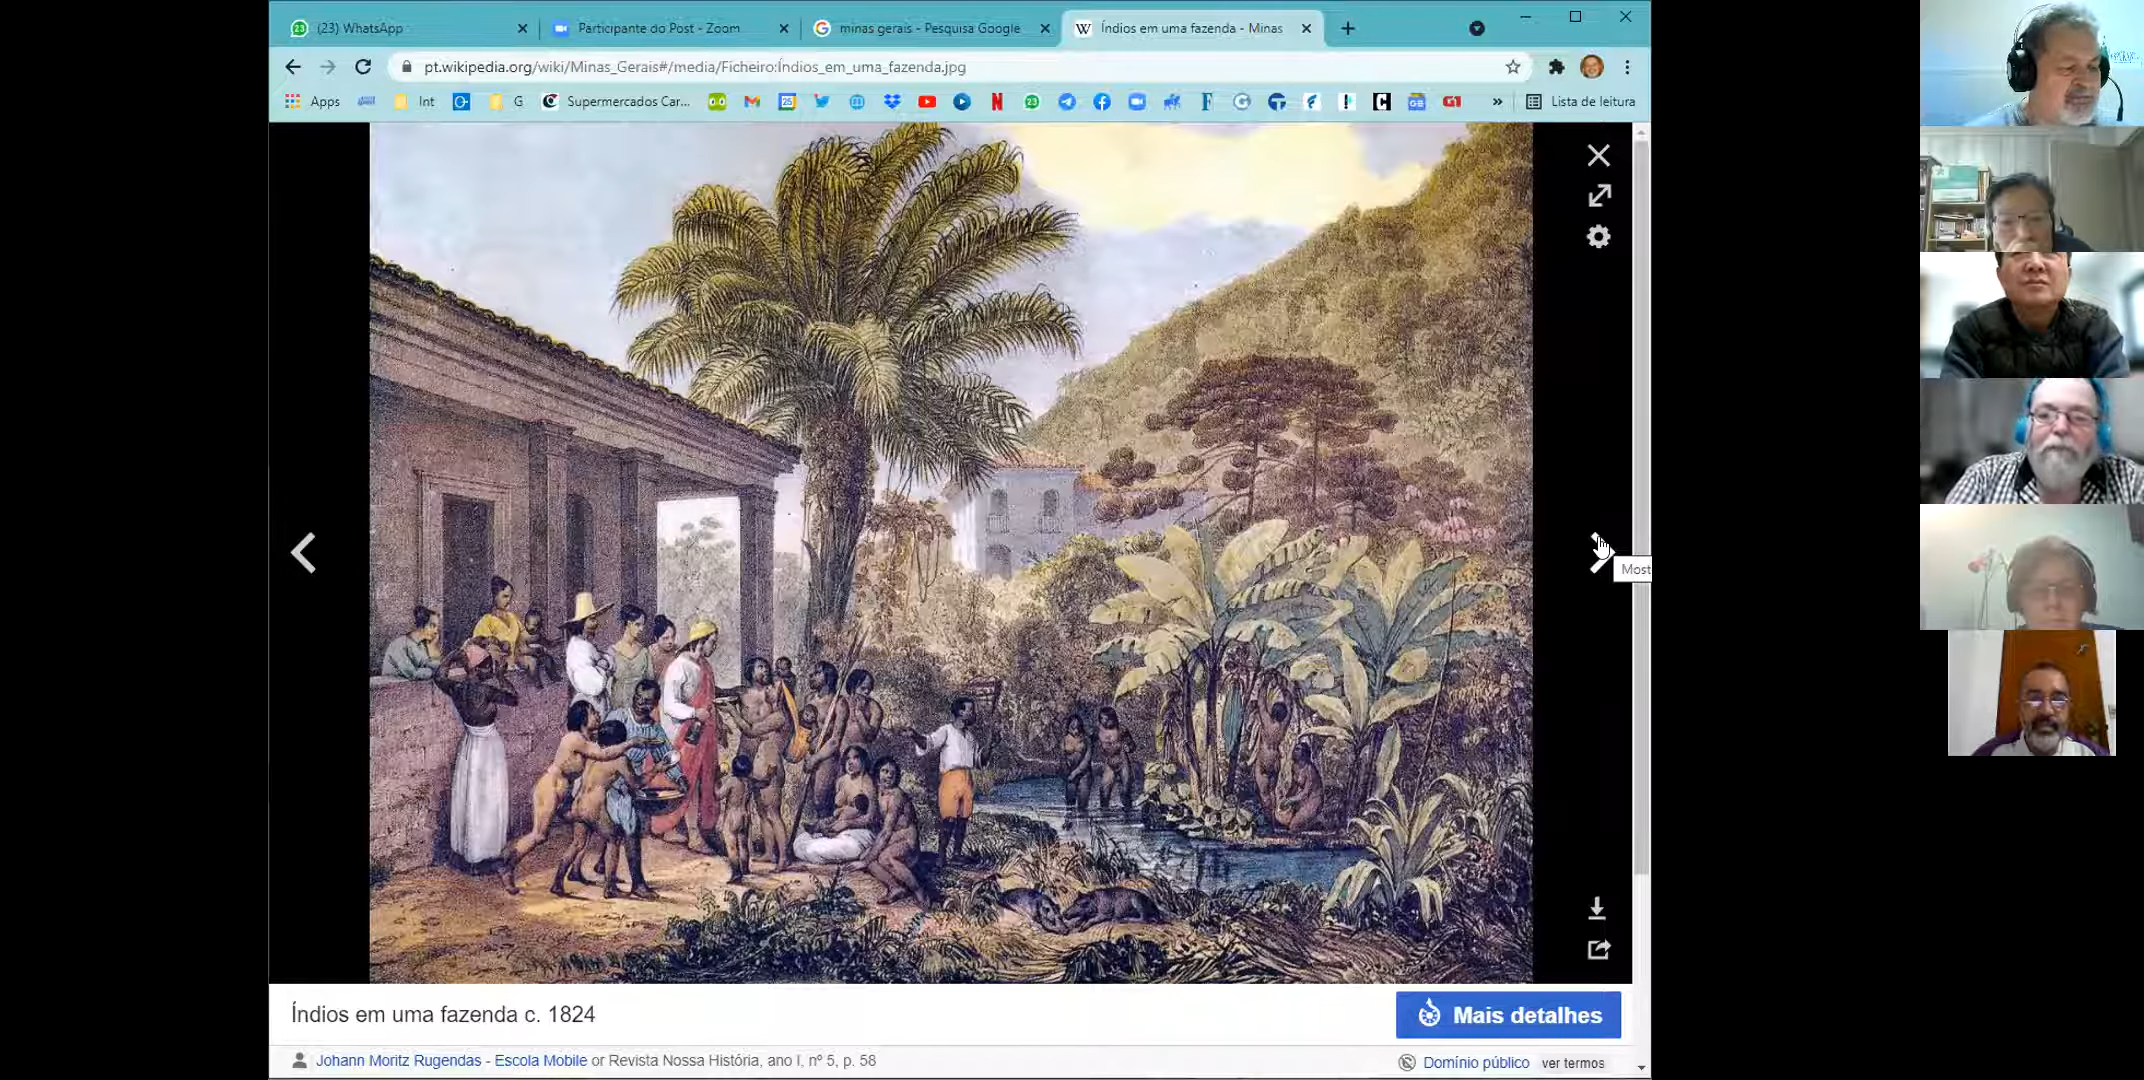 (23) WhatsApp
Participante do Post - Zoom
minas gerais - Pesquisa Google
Índios em uma fazenda - Minas
pt.wikipedia.org/wiki/Minas_Gerais#/media/Ficheiro:Índios_em_uma_fazenda.jpg
Apps Int G Supermercados Car... Lista de leitura
Most
Índios em uma fazenda c. 1824
Mais detalhes
Johann Moritz Rugendas - Escola Mobile or Revista Nossa História, ano I, nº 5, p. 58
Domínio público ver termos